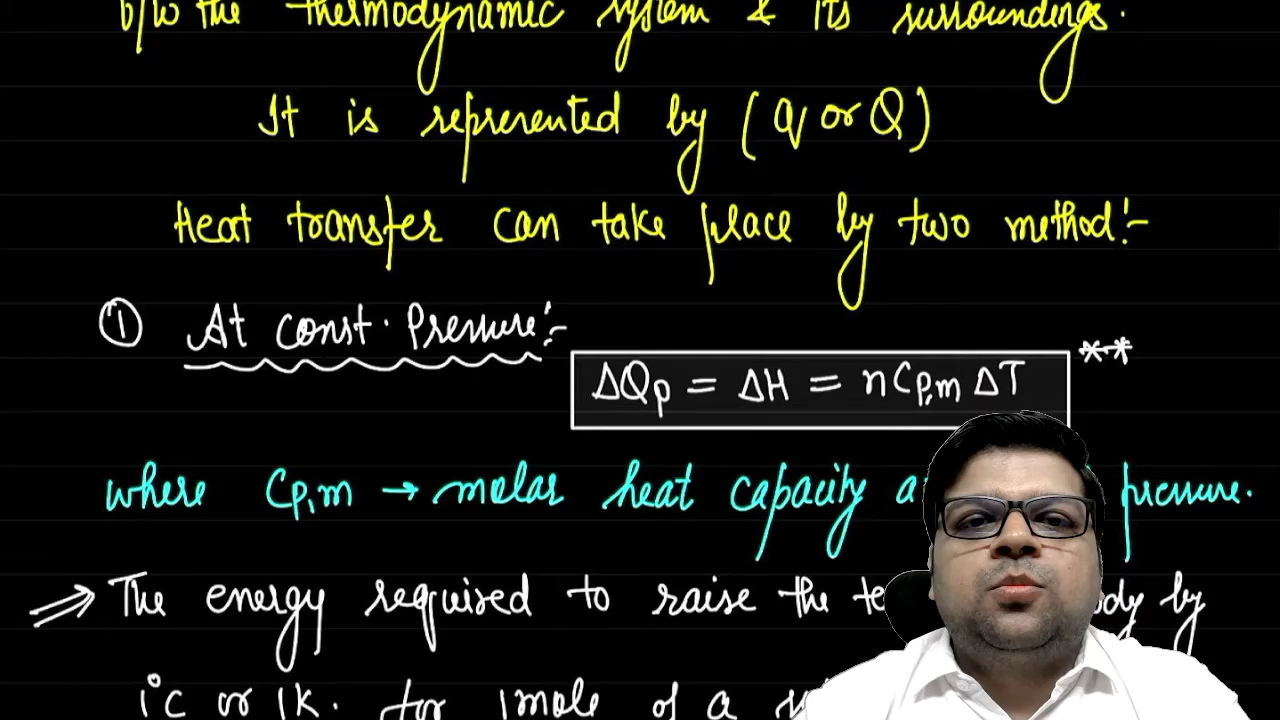 b/w the thermodynamic system & its surroundings.
It is represented by (q or Q)
Heat transfer can take place by two method:-
① At const. Pressure:-
ΔQp = ΔH = nCp,m ΔT **
where Cp,m → molar heat capacity pressure.
⇒ The energy required to raise the by
1°C or 1K. for 1mole of a